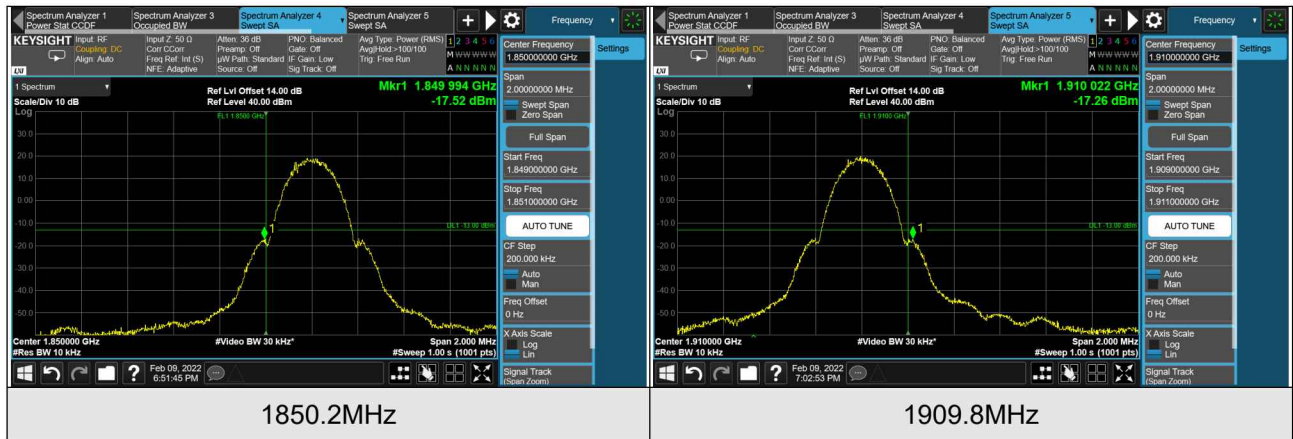 Spectrum Analyzer 1
Power Stat CCDF
Spectrum Analyzer 3
Occupied BW
Spectrum Analyzer 4
Swept SA
Spectrum Analyzer 5
Swept SA
Frequency
KEYSIGHT
LXI
Input: RF
Coupling: DC
Align: Auto
Input Z: 50 Ω
Corr CCorr
Freq Ref: Int (S)
NFE: Adaptive
Atten: 36 dB
Preamp: Off
µW Path: Standard
Source: Off
PNO: Balanced
Gate: Off
IF Gain: Low
Sig Track: Off
Avg Type: Power (RMS)
Avg|Hold:>100/100
Trig: Free Run
1 2 3 4 5 6
M W W W W W
A N N N N N
1 Spectrum
Scale/Div 10 dB
Log
Ref Lvl Offset 14.00 dB
Ref Level 40.00 dBm
Mkr1 1.849 994 GHz
-17.52 dBm
FL1 1.8500 GHz
30.0
20.0
10.0
0.00
-10.0
-20.0
-30.0
-40.0
-50.0
1
DL1 -13.00 dBm
Center 1.850000 GHz
#Res BW 10 kHz
#Video BW 30 kHz*
Span 2.000 MHz
#Sweep 1.00 s (1001 pts)
Center Frequency
1.850000000 GHz
Settings
Span
2.00000000 MHz
Swept Span
Zero Span
Full Span
Start Freq
1.849000000 GHz
Stop Freq
1.851000000 GHz
AUTO TUNE
CF Step
200.000 kHz
Auto
Man
Freq Offset
0 Hz
X Axis Scale
Log
Lin
Signal Track
(Span Zoom)
?
Feb 09, 2022
6:51:45 PM
1850.2MHz
Spectrum Analyzer 1
Power Stat CCDF
Spectrum Analyzer 3
Occupied BW
Spectrum Analyzer 4
Swept SA
Spectrum Analyzer 5
Swept SA
Frequency
KEYSIGHT
LXI
Input: RF
Coupling: DC
Align: Auto
Input Z: 50 Ω
Corr CCorr
Freq Ref: Int (S)
NFE: Adaptive
Atten: 36 dB
Preamp: Off
µW Path: Standard
Source: Off
PNO: Balanced
Gate: Off
IF Gain: Low
Sig Track: Off
Avg Type: Power (RMS)
Avg|Hold:>100/100
Trig: Free Run
1 2 3 4 5 6
M W W W W W
A N N N N N
1 Spectrum
Scale/Div 10 dB
Log
Ref Lvl Offset 14.00 dB
Ref Level 40.00 dBm
Mkr1 1.910 022 GHz
-17.26 dBm
FL1 1.9100 GHz
30.0
20.0
10.0
0.00
-10.0
-20.0
-30.0
-40.0
-50.0
1
DL1 -13.00 dBm
Center 1.910000 GHz
#Res BW 10 kHz
#Video BW 30 kHz*
Span 2.000 MHz
#Sweep 1.00 s (1001 pts)
Center Frequency
1.910000000 GHz
Settings
Span
2.00000000 MHz
Swept Span
Zero Span
Full Span
Start Freq
1.909000000 GHz
Stop Freq
1.911000000 GHz
AUTO TUNE
CF Step
200.000 kHz
Auto
Man
Freq Offset
0 Hz
X Axis Scale
Log
Lin
Signal Track
(Span Zoom)
?
Feb 09, 2022
7:02:53 PM
1909.8MHz